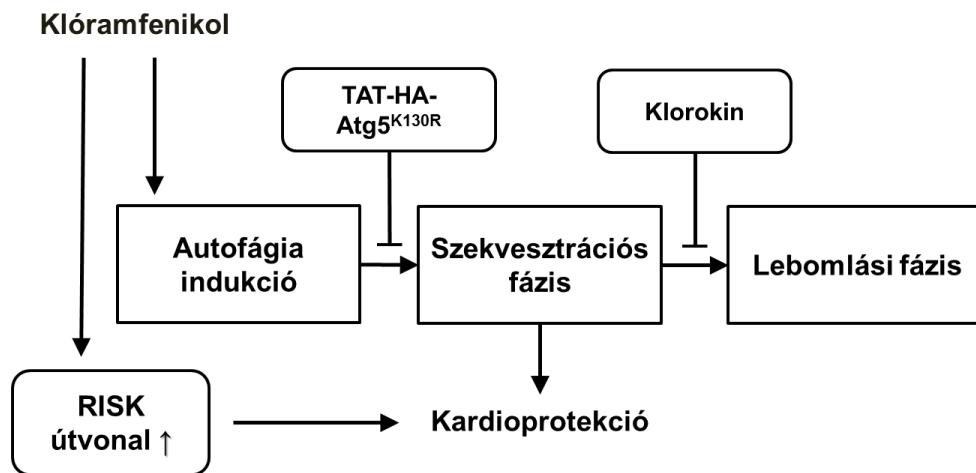 Klóramfenikol
TAT-HA-
Atg5K130R
Klorokin
Autofágia
indukció
Szekvesztrációs
fázis
Lebomlási fázis
RISK
útvonal ↑
Kardioprotekció